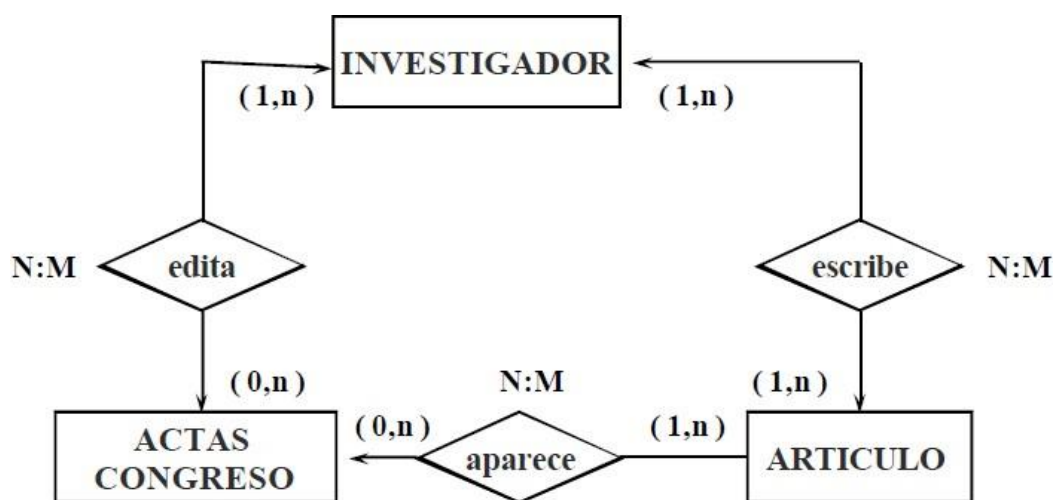 INVESTIGADOR
( 1,n )
( 1,n )
N:M
edita
escribe
N:M
( 0,n )
N:M
(1,n)
ACTAS
CONGRESO
(0,n)
aparece
(1,n)
ARTICULO